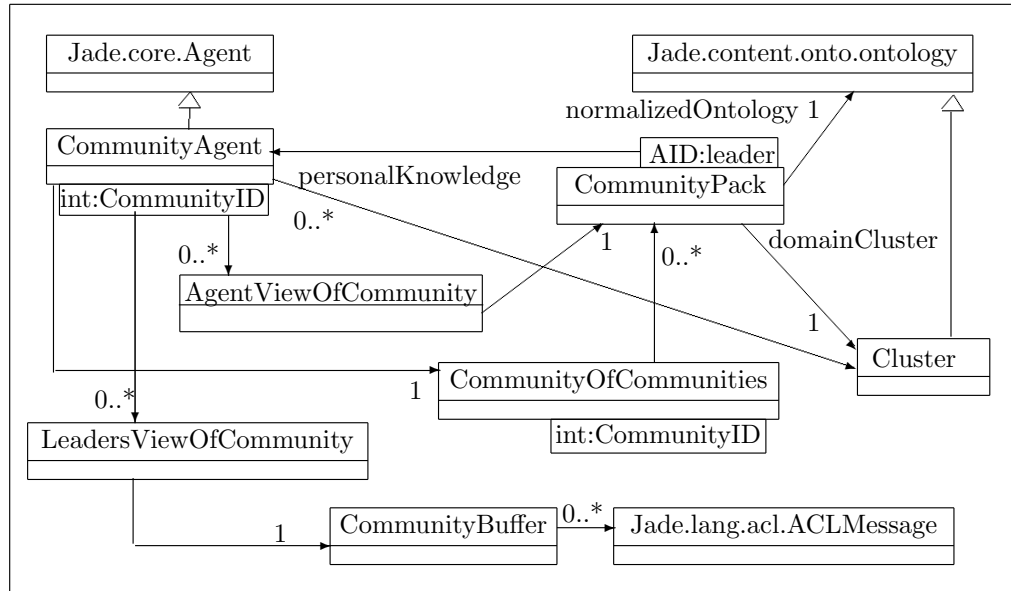 Jade.core.Agent
Jade.content.onto.ontology
normalizedOntology 1
CommunityAgent
AID:leader
personalKnowledge
CommunityPack
int:CommunityID
0..*
0..*
1
0..*
domainCluster
AgentViewOfCommunity
1
Cluster
CommunityOfCommunities
1
0..*
int:CommunityID
LeadersViewOfCommunity
CommunityBuffer
0..*
Jade.lang.acl.ACLMessage
1